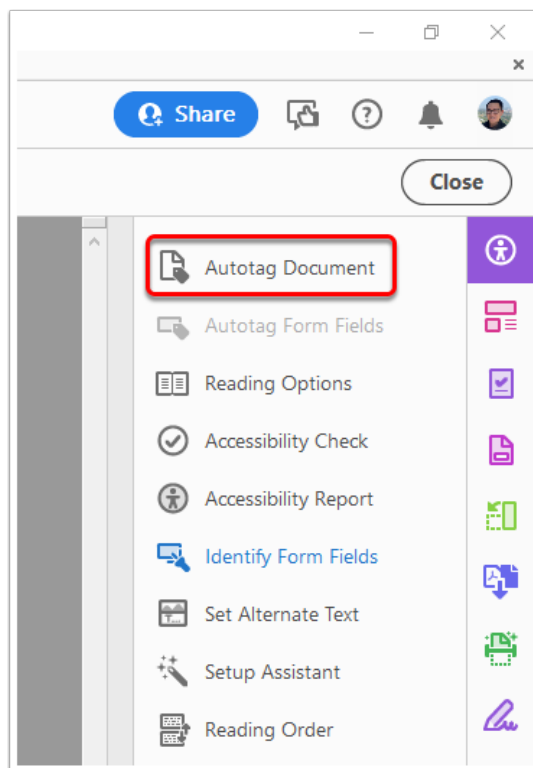 Share
Close
Autotag Document
Autotag Form Fields
Reading Options
Accessibility Check
Accessibility Report
Identify Form Fields
Set Alternate Text
Setup Assistant
Reading Order